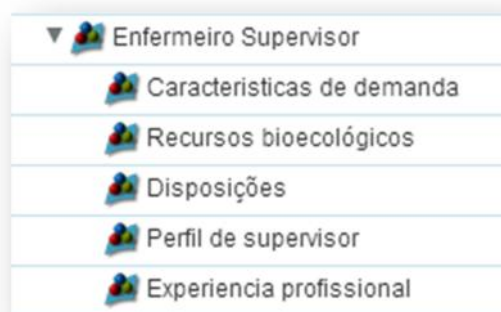 Enfermeiro Supervisor
Caracteristicas de demanda
Recursos bioecológicos
Disposições
Perfil de supervisor
Experiencia profissional